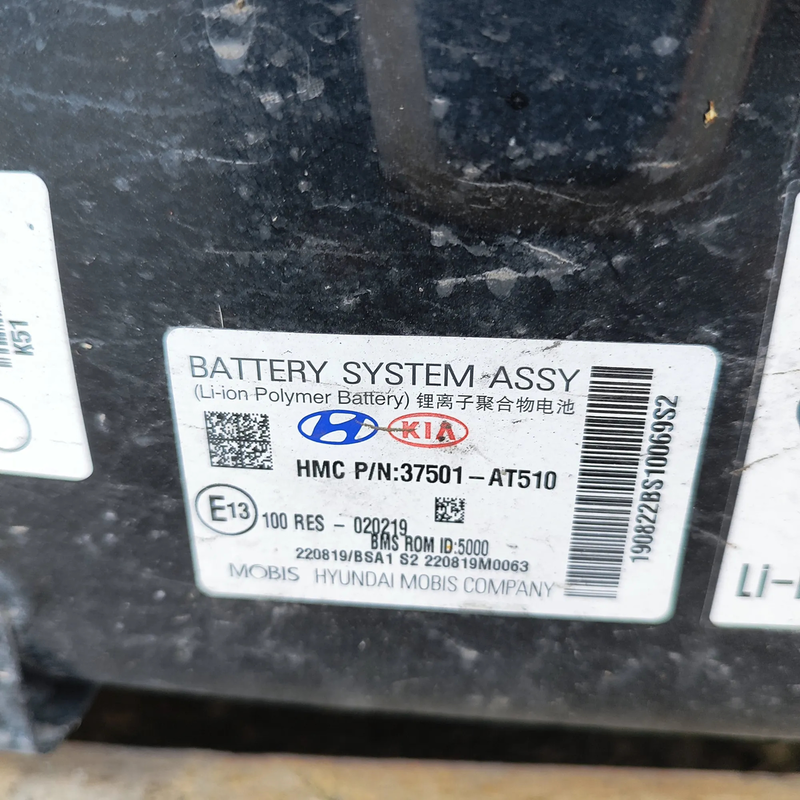 K51
BATTERY SYSTEM ASSY
(Li-ion Polymer Battery) 锂离子聚合物电池
KIA
HMC P/N:37501-AT510
E13
100 RES - 020219
BMS ROM ID:5000
220819/BSA1 S2 220819M0063
MOBIS HYUNDAI MOBIS COMPANY
190822BS10069S2
Li-